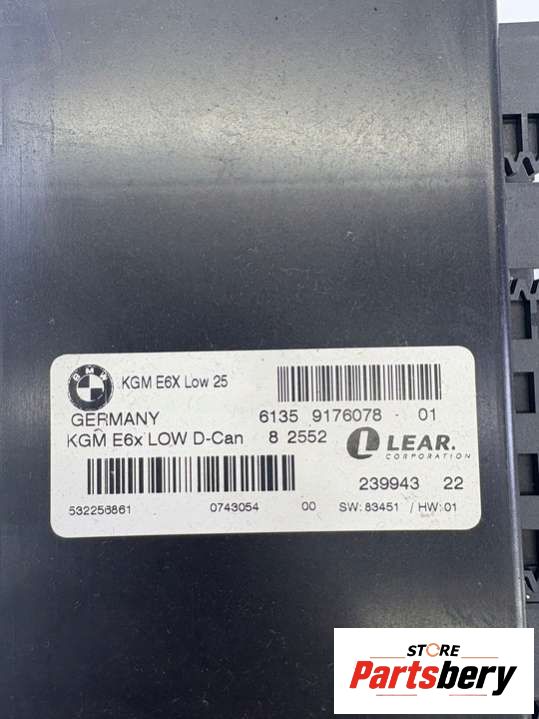 BMW KGM E6X Low 25
GERMANY 6135 9176078 - 01
KGM E6x LOW D-Can 8 2552 L LEAR.
CORPORATION
239943 22
532256861 0743054 00 SW: 83451 / HW: 01
STORE
Partsbery